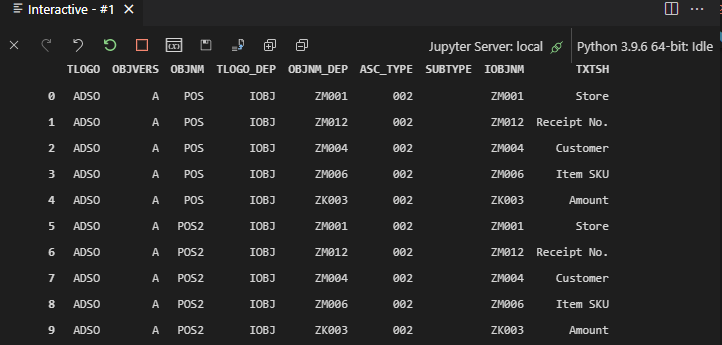 Interactive - #1
Jupyter Server: local Python 3.9.6 64-bit: Idle
TLOGO OBJVERS OBJNM TLOGO_DEP OBJNM_DEP ASC_TYPE SUBTYPE IOBJNM TXTSH
0 ADSO A POS IOBJ ZM001 002 ZM001 Store
1 ADSO A POS IOBJ ZM012 002 ZM012 Receipt No.
2 ADSO A POS IOBJ ZM004 002 ZM004 Customer
3 ADSO A POS IOBJ ZM006 002 ZM006 Item SKU
4 ADSO A POS IOBJ ZK003 002 ZK003 Amount
5 ADSO A POS2 IOBJ ZM001 002 ZM001 Store
6 ADSO A POS2 IOBJ ZM012 002 ZM012 Receipt No.
7 ADSO A POS2 IOBJ ZM004 002 ZM004 Customer
8 ADSO A POS2 IOBJ ZM006 002 ZM006 Item SKU
9 ADSO A POS2 IOBJ ZK003 002 ZK003 Amount